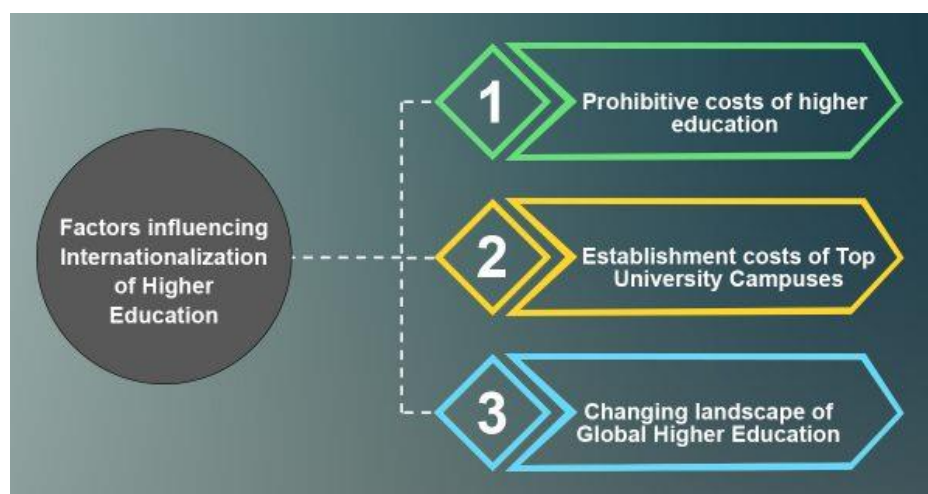 Factors influencing
Internationalization
of Higher
Education
1
Prohibitive costs of higher
education
2
Establishment costs of Top
University Campuses
3
Changing landscape of
Global Higher Education